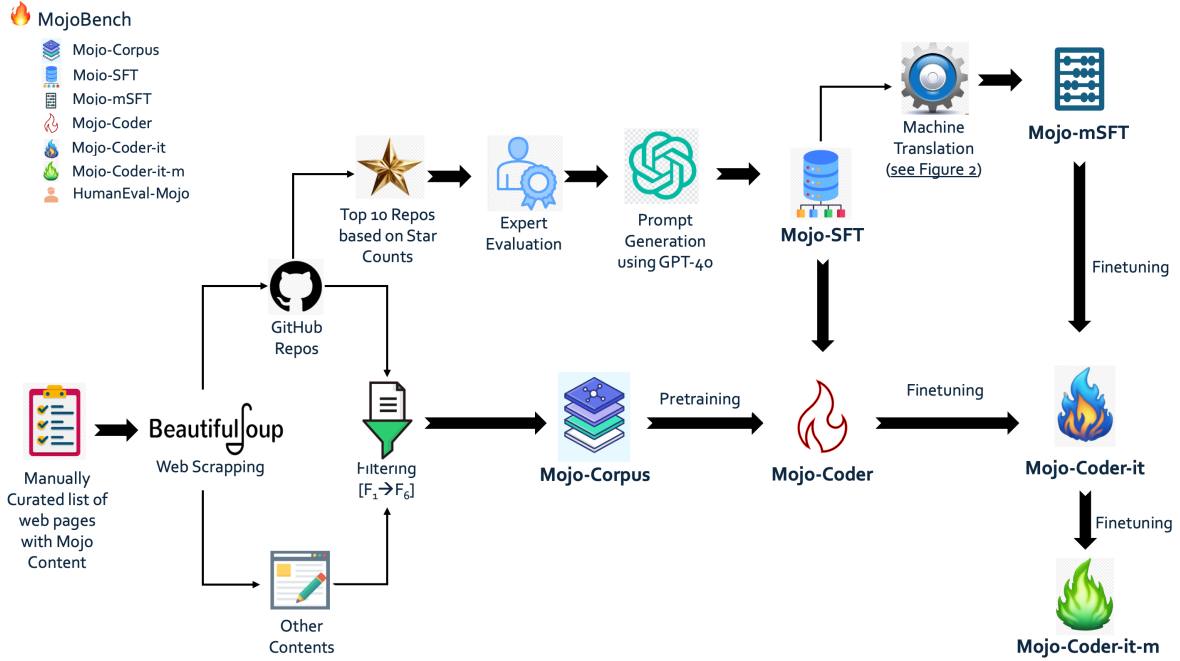 MojoBench
Mojo-Corpus
Mojo-SFT
Mojo-mSFT
Mojo-Coder
Mojo-Coder-it
Mojo-Coder-it-m
HumanEval-Mojo
Machine
Translation
(see Figure 2)
Mojo-mSFT
Top 10 Repos
based on Star
Counts
Expert
Evaluation
Prompt
Generation
using GPT-4o
Mojo-SFT
Finetuning
GitHub
Repos
Manually
Curated list of
web pages
with Mojo
Content
BeautifulSoup
Web Scrapping
Filtering
[F₁→F₆]
Mojo-Corpus
Pretraining
Mojo-Coder
Finetuning
Mojo-Coder-it
Finetuning
Mojo-Coder-it-m
Other
Contents